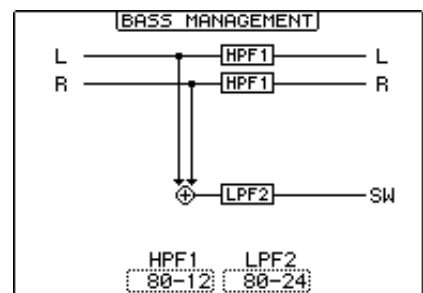 BASS MANAGEMENT
L HPF1 L
R HPF1 R
LPF2 SW
HPF1 LPF2
80-12 80-24